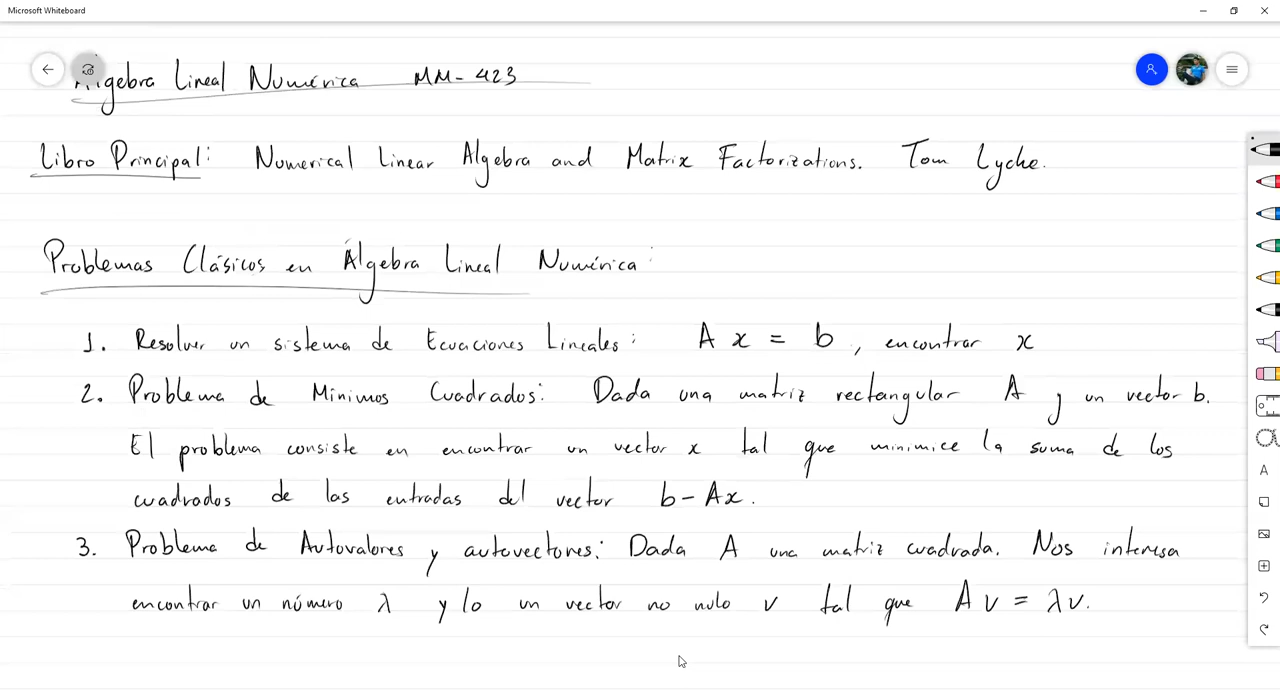 Microsoft Whiteboard
Álgebra Lineal Numérica MM-423
Libro Principal: Numerical Linear Algebra and Matrix Factorizations. Tom Lyche.
Problemas Clásicos en Álgebra Lineal Numérica:
1. Resolver un sistema de Ecuaciones Lineales: Ax = b, encontrar x
2. Problema de Mínimos Cuadrados: Dada una matriz rectangular A y un vector b.
El problema consiste en encontrar un vector x tal que minimice la suma de los
cuadrados de las entradas del vector b-Ax.
3. Problema de Autovalores y autovectores: Dada A una matriz cuadrada. Nos interesa
encontrar un número λ y/o un vector no nulo v tal que Av = λv.